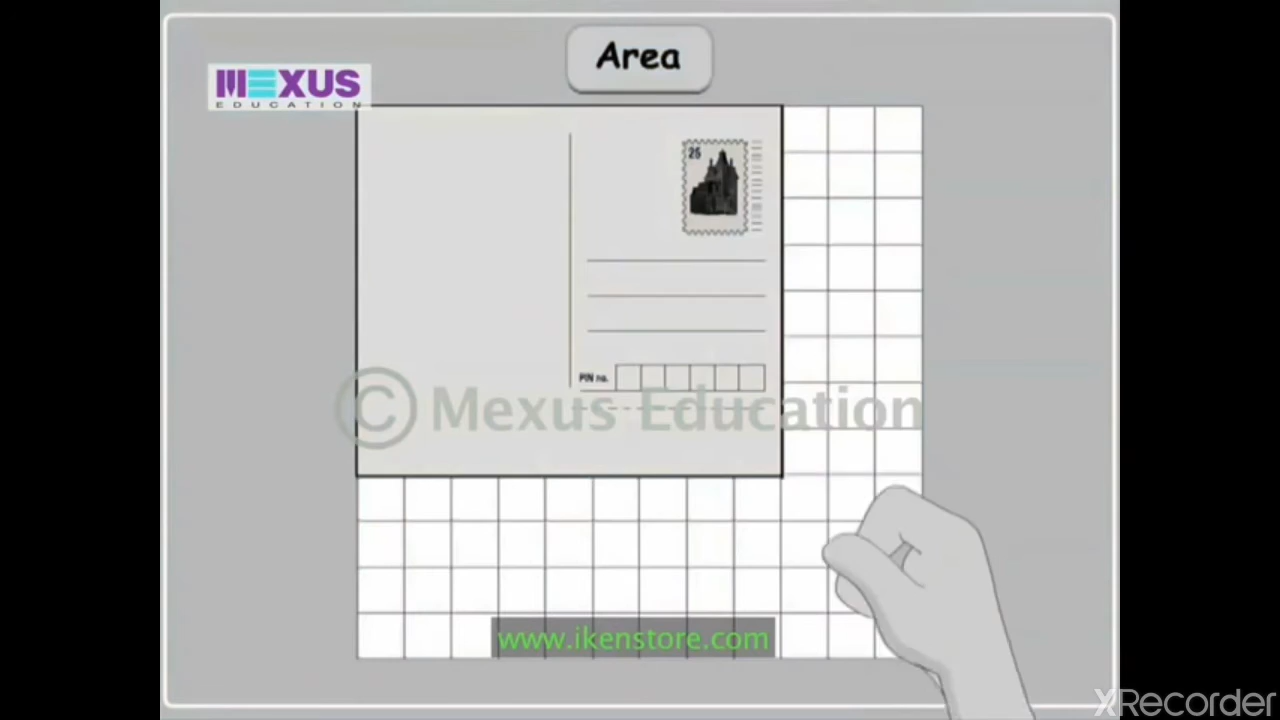 Area
MEXUS
EDUCATION
25
PIN no.
© Mexus Education
www.ikenstore.com
XRecorder